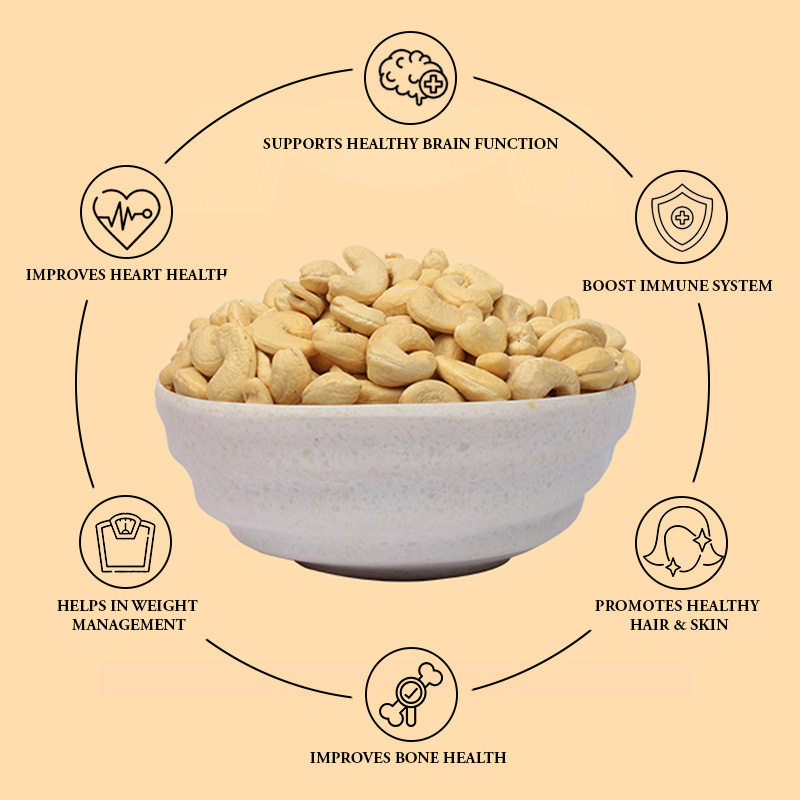 SUPPORTS HEALTHY BRAIN FUNCTION
IMPROVES HEART HEALTH
BOOST IMMUNE SYSTEM
HELPS IN WEIGHT
MANAGEMENT
PROMOTES HEALTHY
HAIR & SKIN
IMPROVES BONE HEALTH